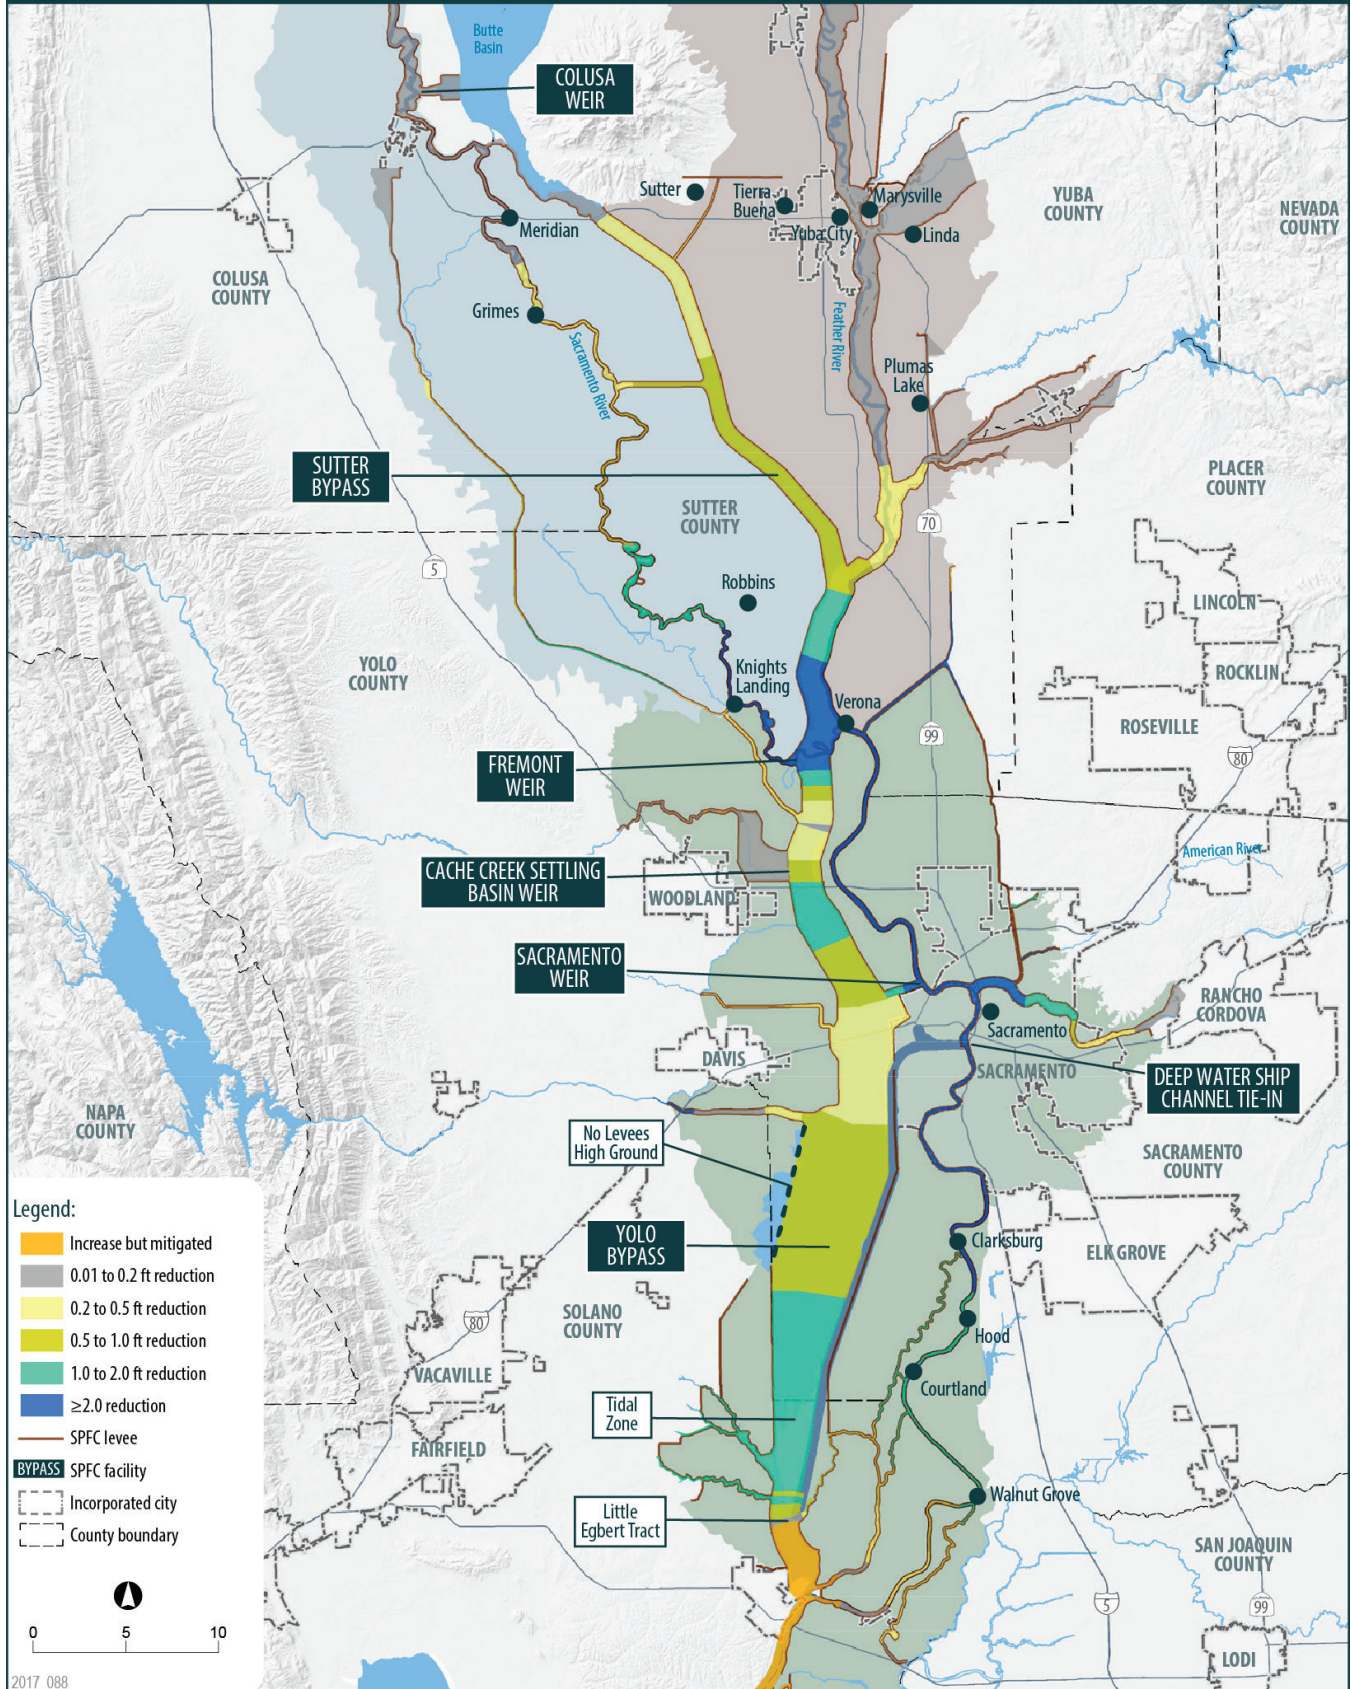 Butte
Basin
COLUSA
WEIR
Sutter
Tierra
Buena
Marysville
Yuba City
Linda
YUBA
COUNTY
NEVADA
COUNTY
Meridian
COLUSA
COUNTY
Grimes
Sacramento River
Feather River
Plumas
Lake
SUTTER
BYPASS
SUTTER
COUNTY
PLACER
COUNTY
70
5
Robbins
LINCOLN
YOLO
COUNTY
Knights
Landing
Verona
ROCKLIN
ROSEVILLE
99
80
FREMONT
WEIR
American River
CACHE CREEK SETTLING
BASIN WEIR
WOODLAND
SACRAMENTO
WEIR
RANCHO
CORDOVA
Sacramento
DAVIS
SACRAMENTO
DEEP WATER SHIP
CHANNEL TIE-IN
NAPA
COUNTY
No Levees
High Ground
SACRAMENTO
COUNTY
YOLO
BYPASS
Clarksburg
ELK GROVE
SOLANO
COUNTY
80
Hood
VACAVILLE
Courtland
Tidal
Zone
FAIRFIELD
Walnut Grove
Little
Egbert Tract
SAN JOAQUIN
COUNTY
5
99
LODI
Legend:
Increase but mitigated
0.01 to 0.2 ft reduction
0.2 to 0.5 ft reduction
0.5 to 1.0 ft reduction
1.0 to 2.0 ft reduction
≥2.0 reduction
SPFC levee
BYPASS SPFC facility
Incorporated city
County boundary
0 5 10
2017_088